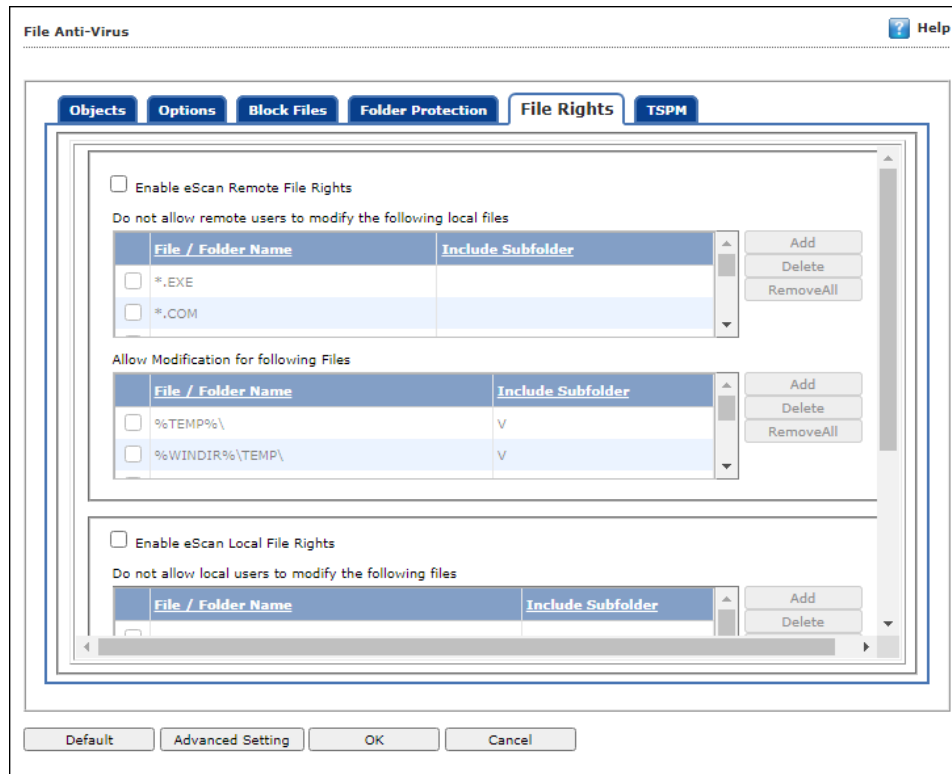 File Anti-Virus
Help
Objects Options Block Files Folder Protection File Rights TSPM
Enable eScan Remote File Rights
Do not allow remote users to modify the following local files
File / Folder Name Include Subfolder
*.EXE
*.COM
Add
Delete
RemoveAll
Allow Modification for following Files
File / Folder Name Include Subfolder
%TEMP%\ V
%WINDIR%\TEMP\ V
Add
Delete
RemoveAll
Enable eScan Local File Rights
Do not allow local users to modify the following files
File / Folder Name Include Subfolder
Add
Delete
Default Advanced Setting OK Cancel